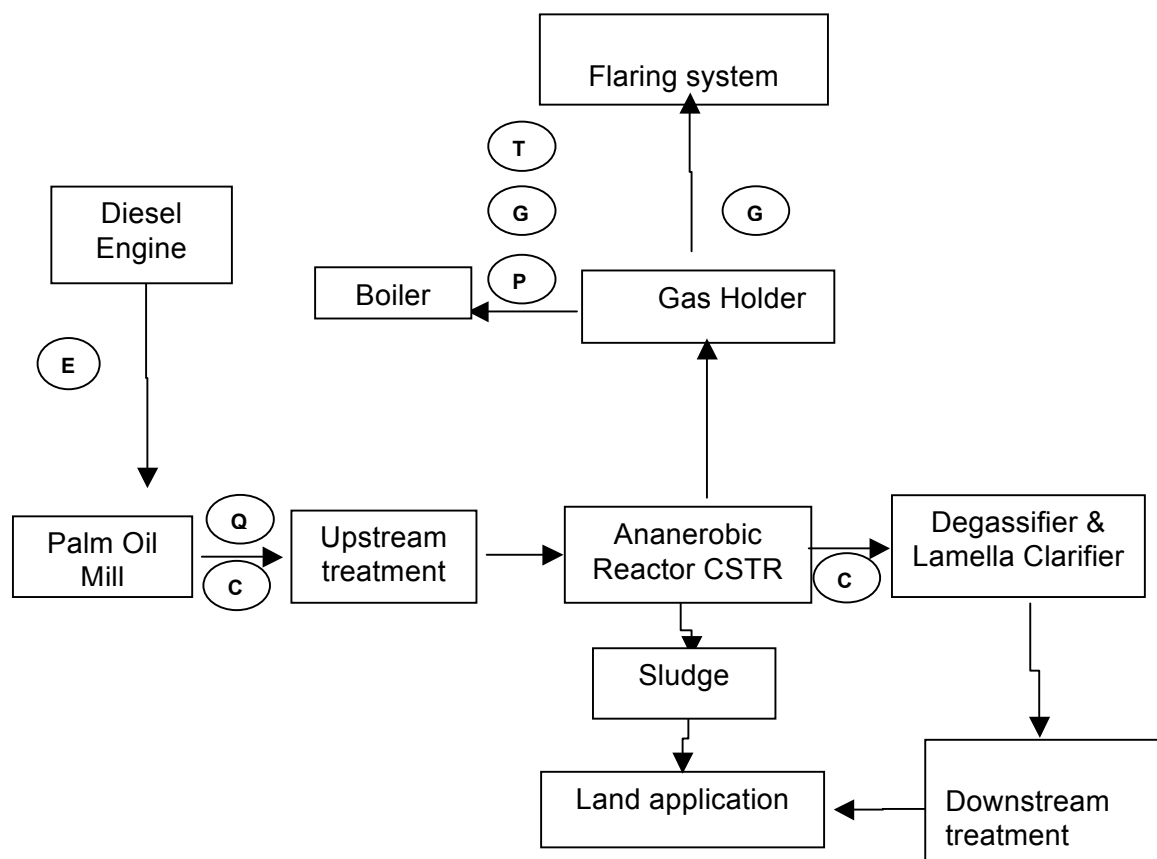 Flaring system
T
G
G
P
Diesel
Engine
Boiler
Gas Holder
E
Palm Oil
Mill
Q
C
Upstream
treatment
Ananerobic
Reactor CSTR
C
Degassifier &
Lamella Clarifier
Sludge
Land application
Downstream
treatment